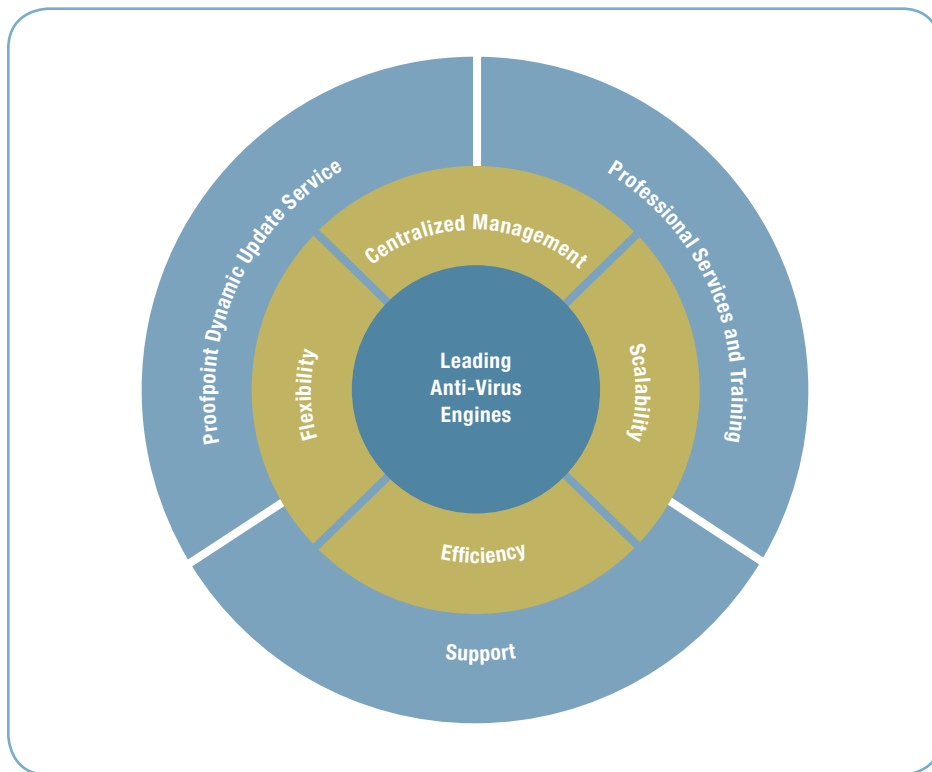 Proofpoint Dynamic Update Service
Professional Services and Training
Centralized Management
Flexibility
Leading
Anti-Virus
Engines
Scalability
Efficiency
Support